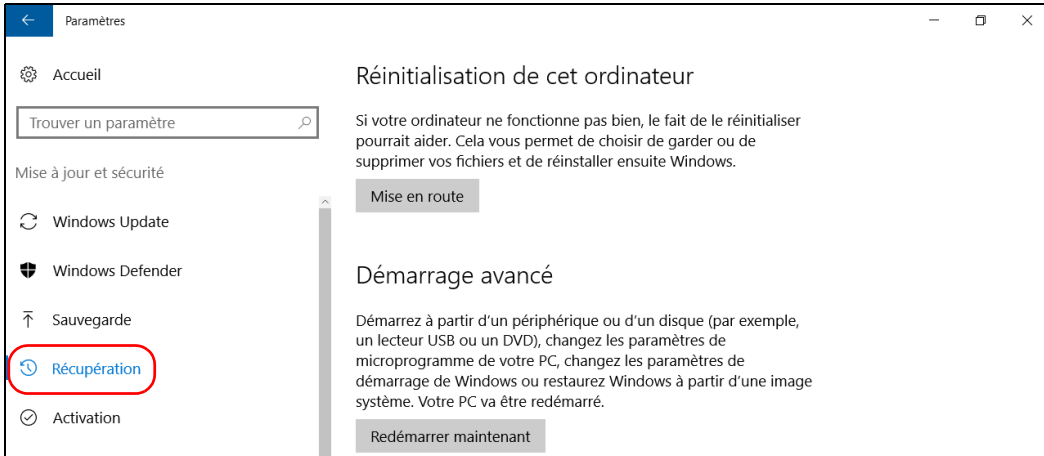 Paramètres
Accueil
Trouver un paramètre
Mise à jour et sécurité
Windows Update
Windows Defender
Sauvegarde
Récupération
Activation
Réinitialisation de cet ordinateur
Si votre ordinateur ne fonctionne pas bien, le fait de le réinitialiser
pourrait aider. Cela vous permet de choisir de garder ou de
supprimer vos fichiers et de réinstaller ensuite Windows.
Mise en route
Démarrage avancé
Démarrez à partir d'un périphérique ou d'un disque (par exemple,
un lecteur USB ou un DVD), changez les paramètres de
microprogramme de votre PC, changez les paramètres de
démarrage de Windows ou restaurez Windows à partir d'une image
système. Votre PC va être redémarré.
Redémarrer maintenant